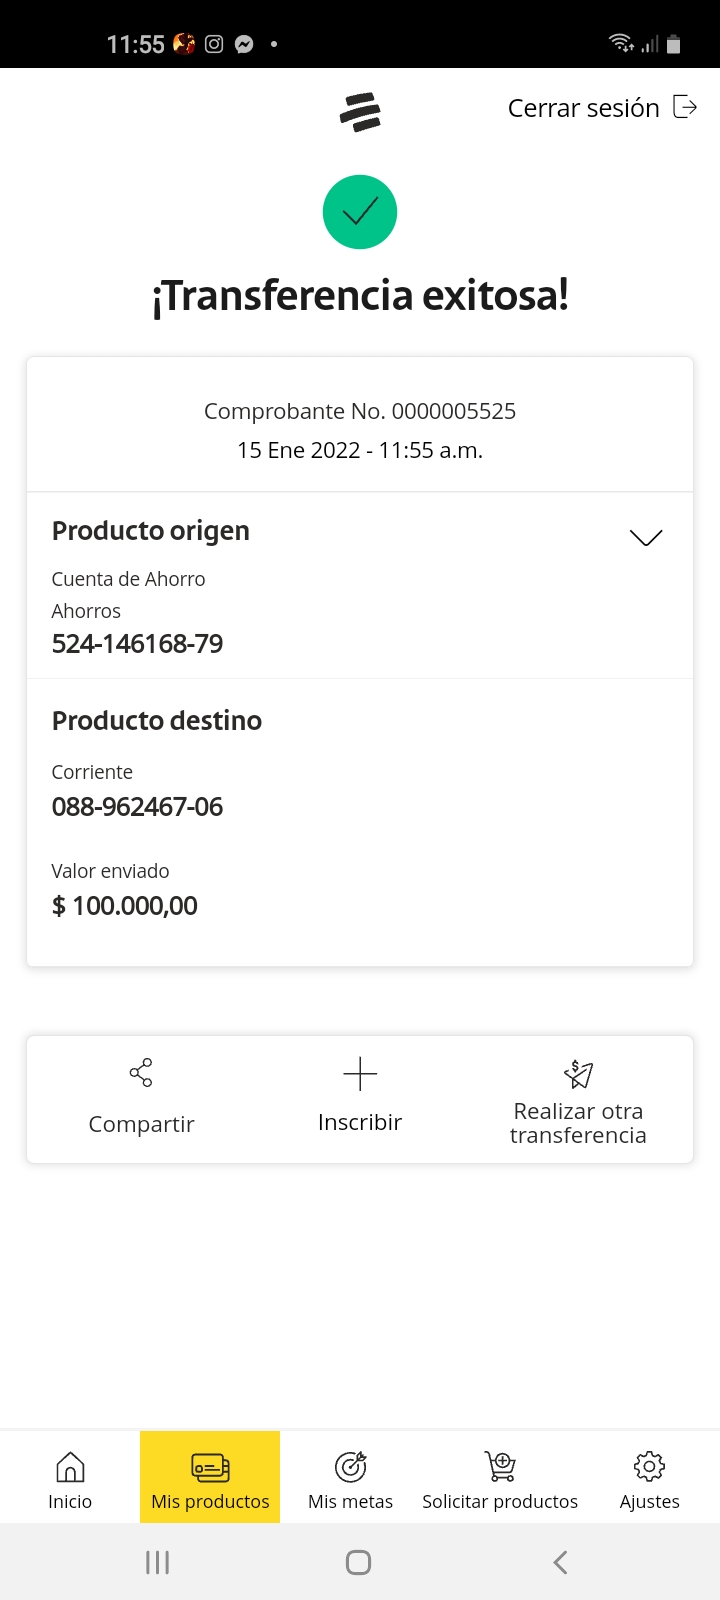 11:55
Cerrar sesión
¡Transferencia exitosa!
Comprobante No. 0000005525
15 Ene 2022 - 11:55 a.m.
Producto origen
Cuenta de Ahorro
Ahorros
524-146168-79
Producto destino
Corriente
088-962467-06
Valor enviado
$ 100.000,00
Compartir
Inscribir
Realizar otra
transferencia
Inicio
Mis productos
Mis metas
Solicitar productos
Ajustes